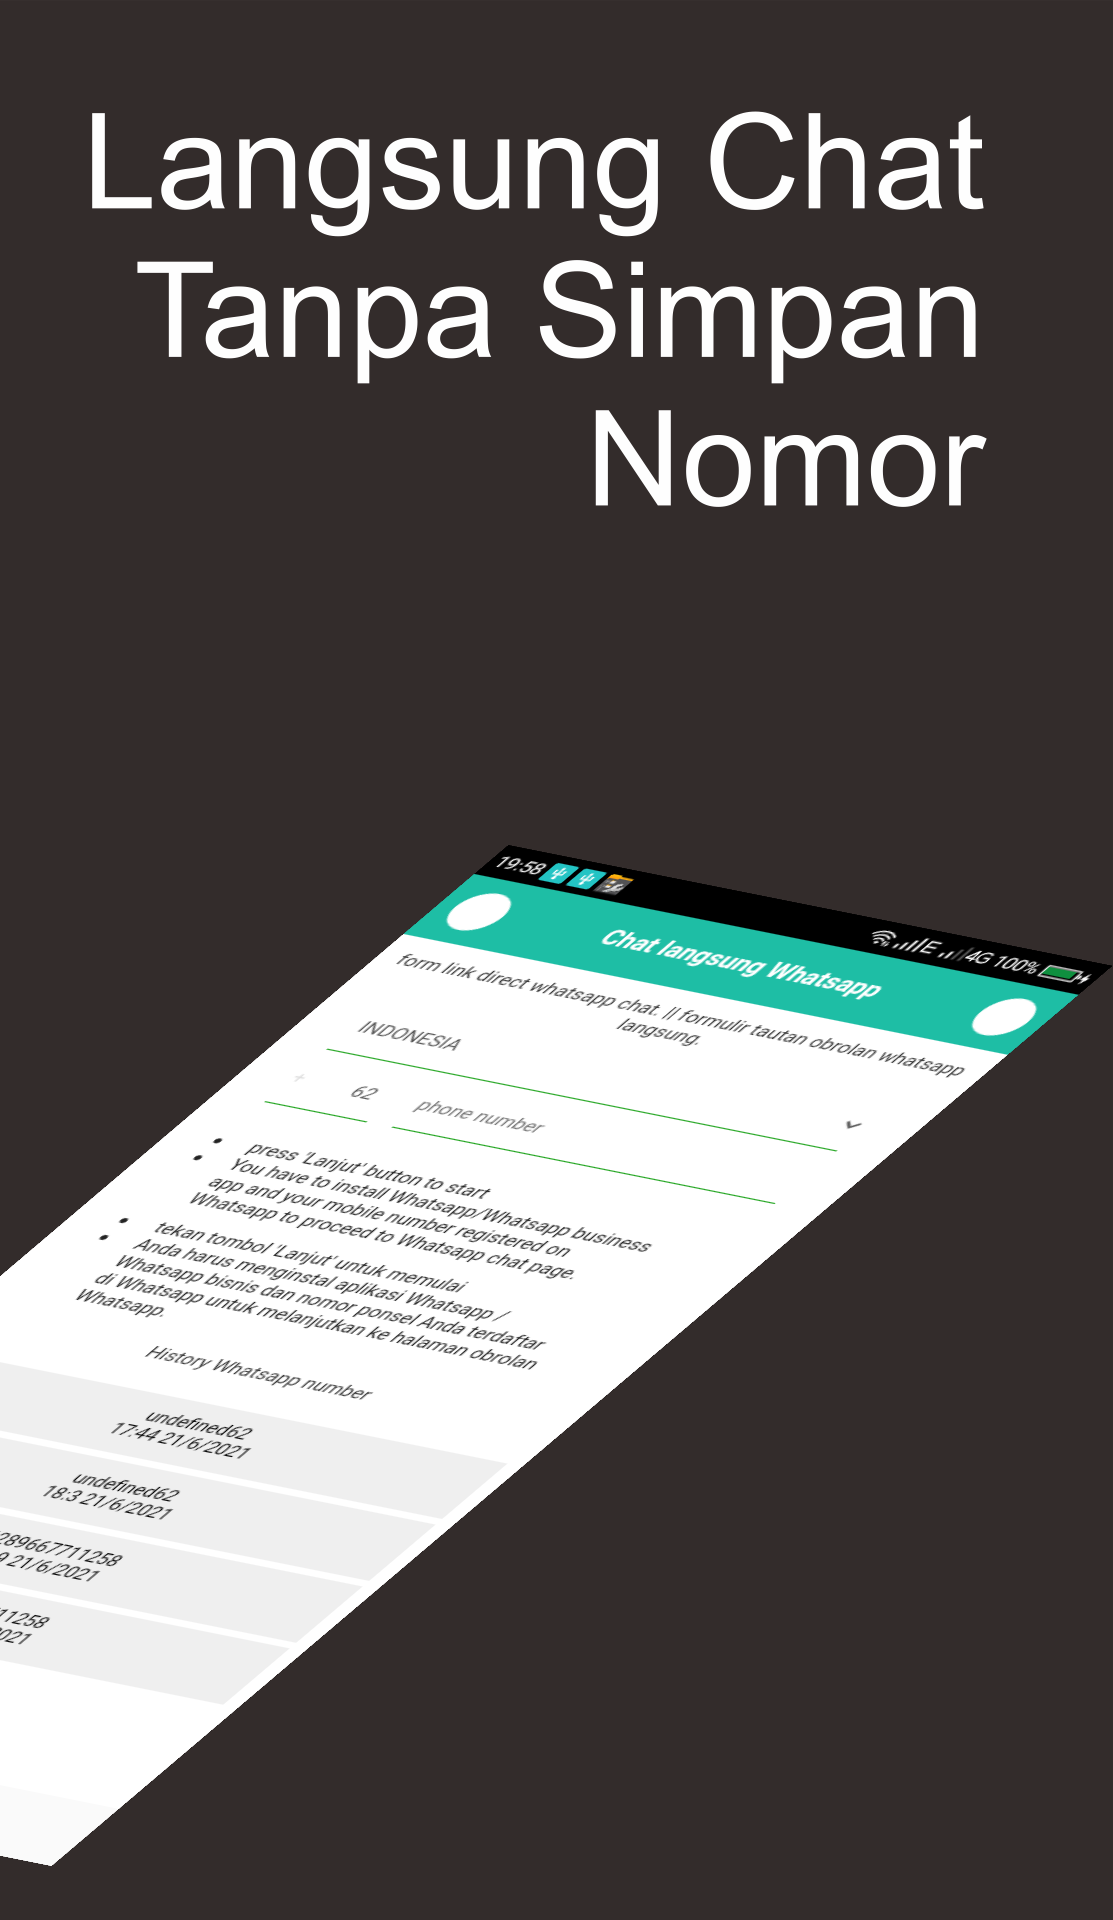 Langsung Chat
Tanpa Simpan
Nomor
19:58
E 4G 100%
Chat langsung Whatsapp
form link direct whatsapp chat. || formulir tautan obrolan whatsapp
langsung.
INDONESIA
+ 62 phone number
• press 'Lanjut' button to start
• You have to install Whatsapp/Whatsapp business
app and your mobile number registered on
Whatsapp to proceed to Whatsapp chat page.
• tekan tombol 'Lanjut' untuk memulai
• Anda harus menginstal aplikasi Whatsapp /
Whatsapp bisnis dan nomor ponsel Anda terdaftar
di Whatsapp untuk melanjutkan ke halaman obrolan
Whatsapp.
History Whatsapp number
undefined62
17:44 21/6/2021
undefined62
18:3 21/6/2021
289667711258
9 21/6/2021
11258
021